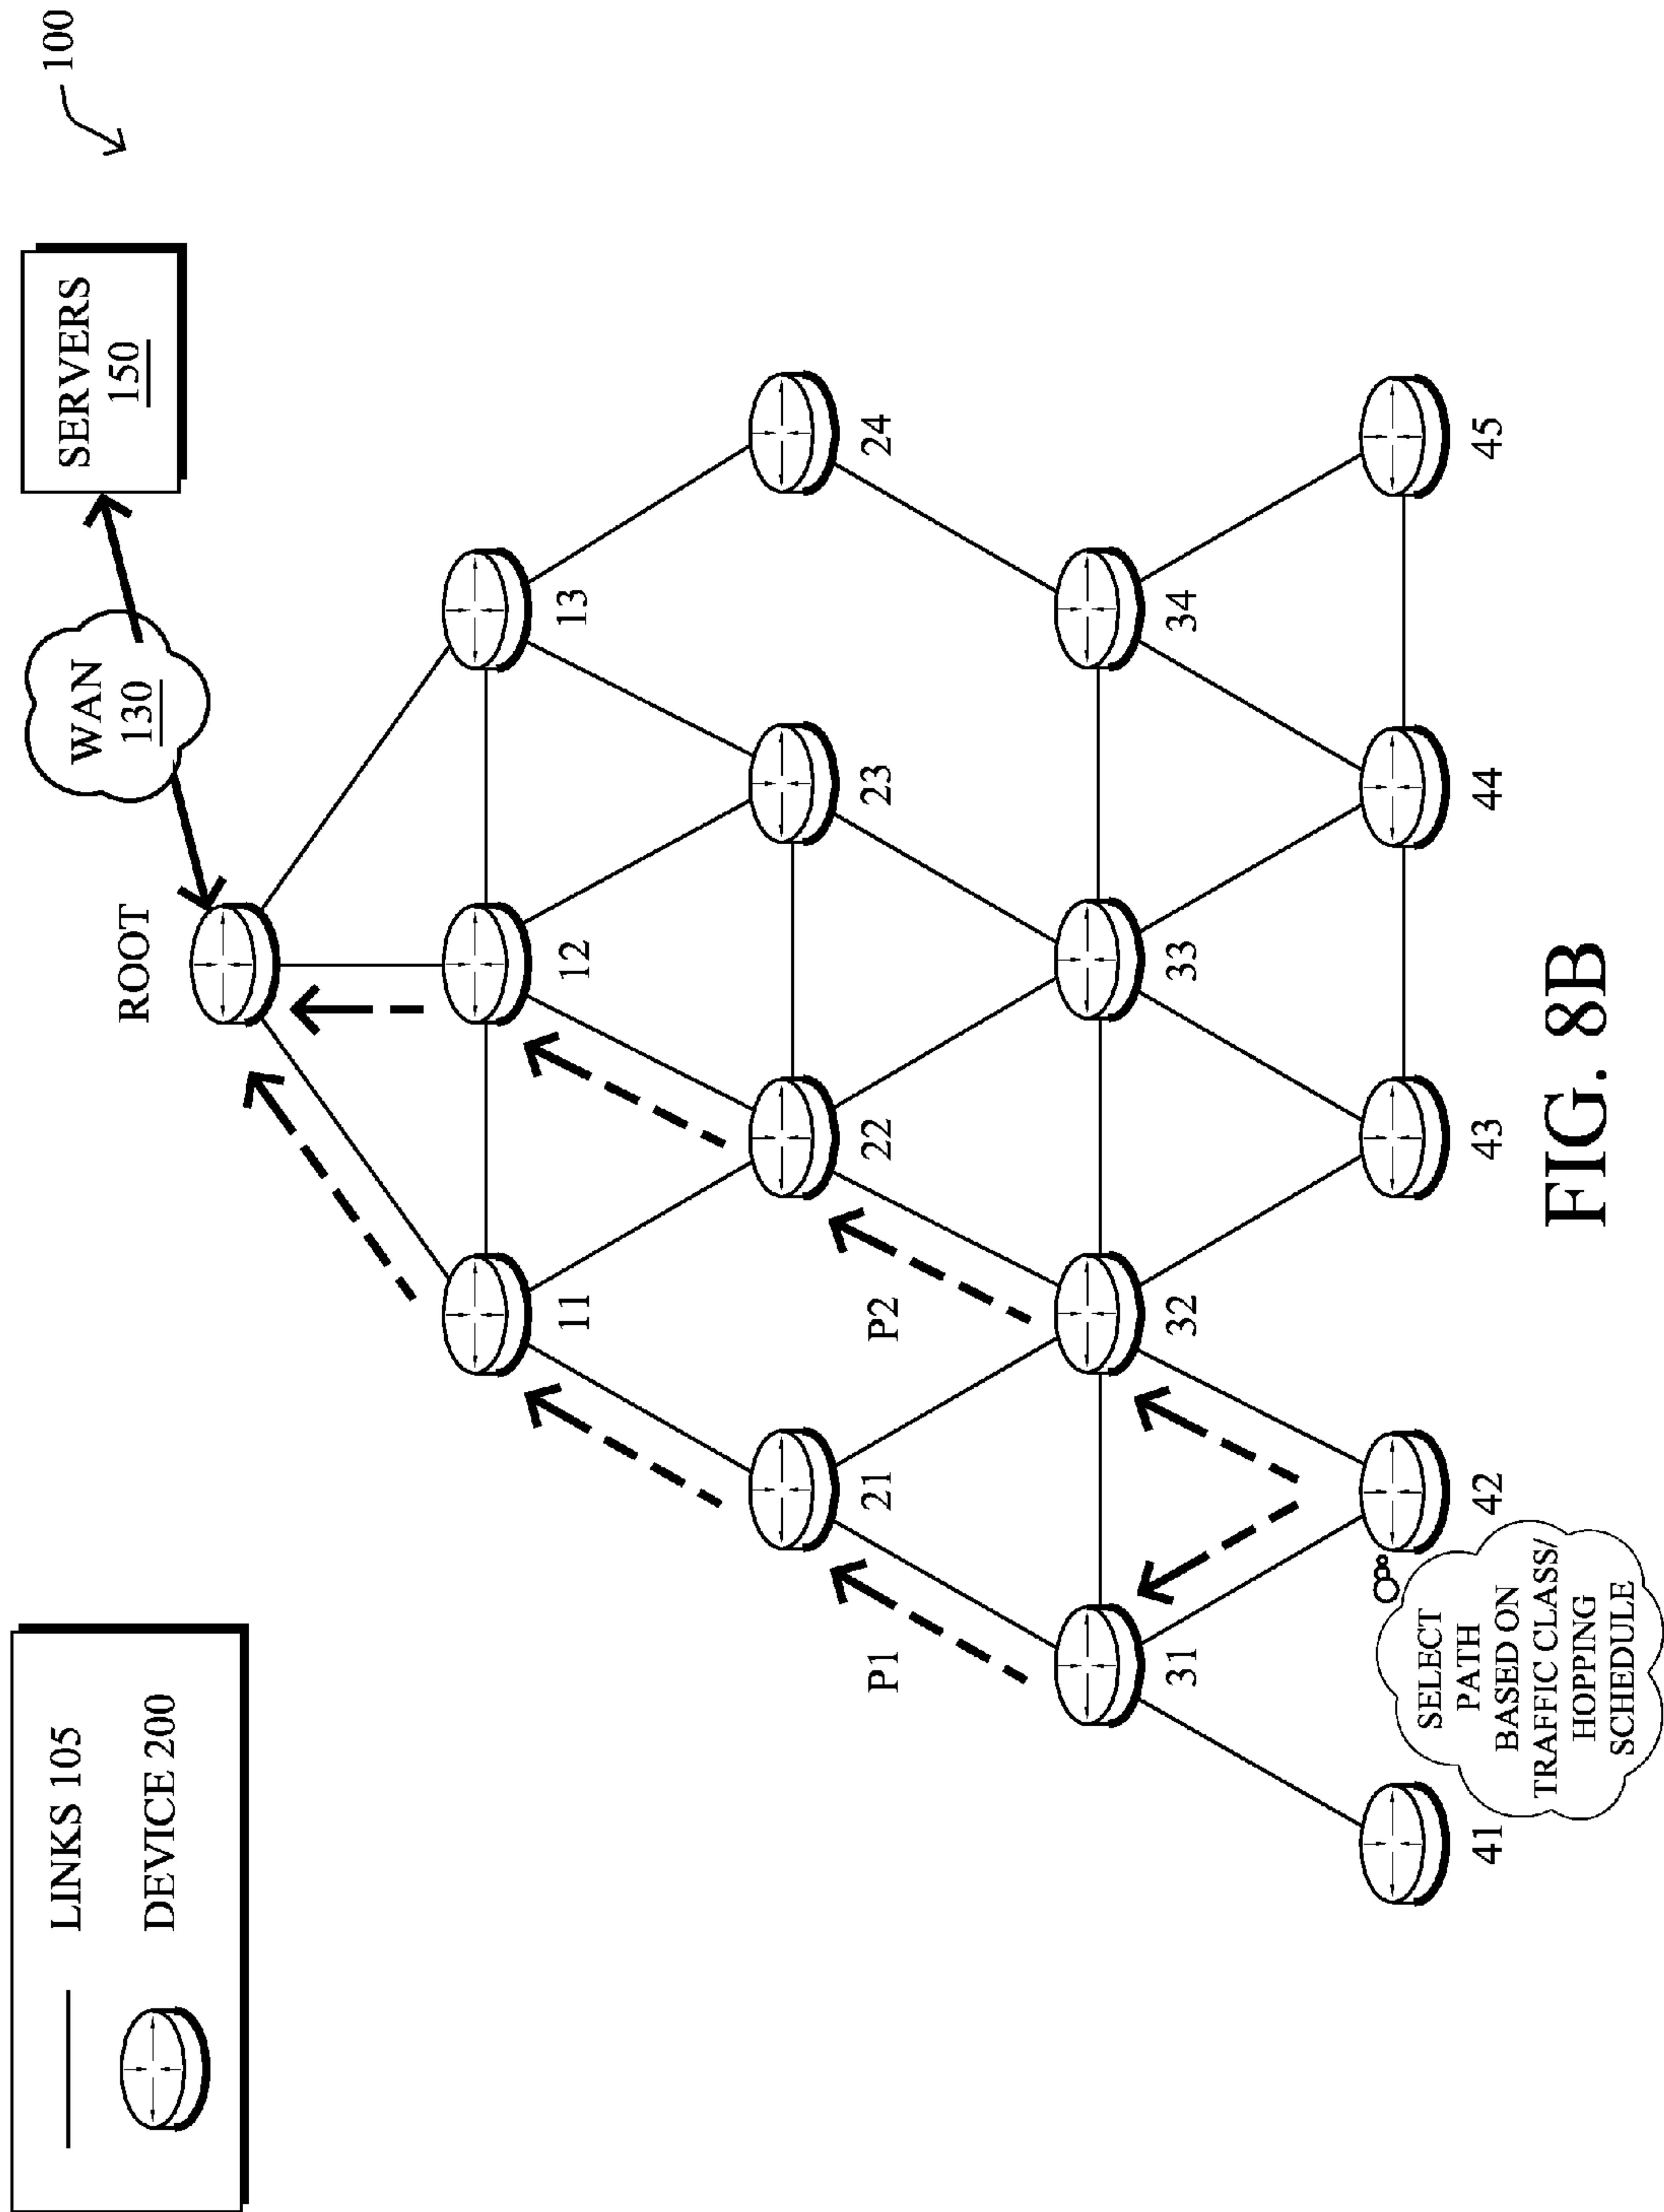 LINKS 105
DEVICE 200
100
SERVERS
150
WAN
130
ROOT
11
12
13
21
22
23
24
P1
P2
31
32
33
34
41
42
43
44
45
SELECT
PATH
BASED ON
TRAFFIC CLASS/
HOPPING
SCHEDULE
FIG. 8B